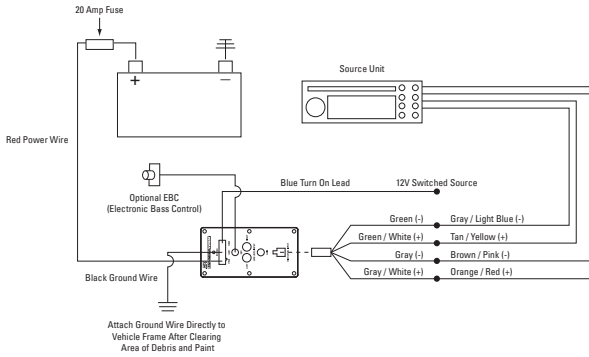 20 Amp Fuse
Source Unit
+
–
Red Power Wire
Optional EBC
(Electronic Bass Control)
Blue Turn On Lead
12V Switched Source
Green (-)
Gray / Light Blue (-)
Green / White (+)
Tan / Yellow (+)
Gray (-)
Brown / Pink (-)
Gray / White (+)
Orange / Red (+)
Black Ground Wire
Attach Ground Wire Directly to
Vehicle Frame After Clearing
Area of Debris and Paint